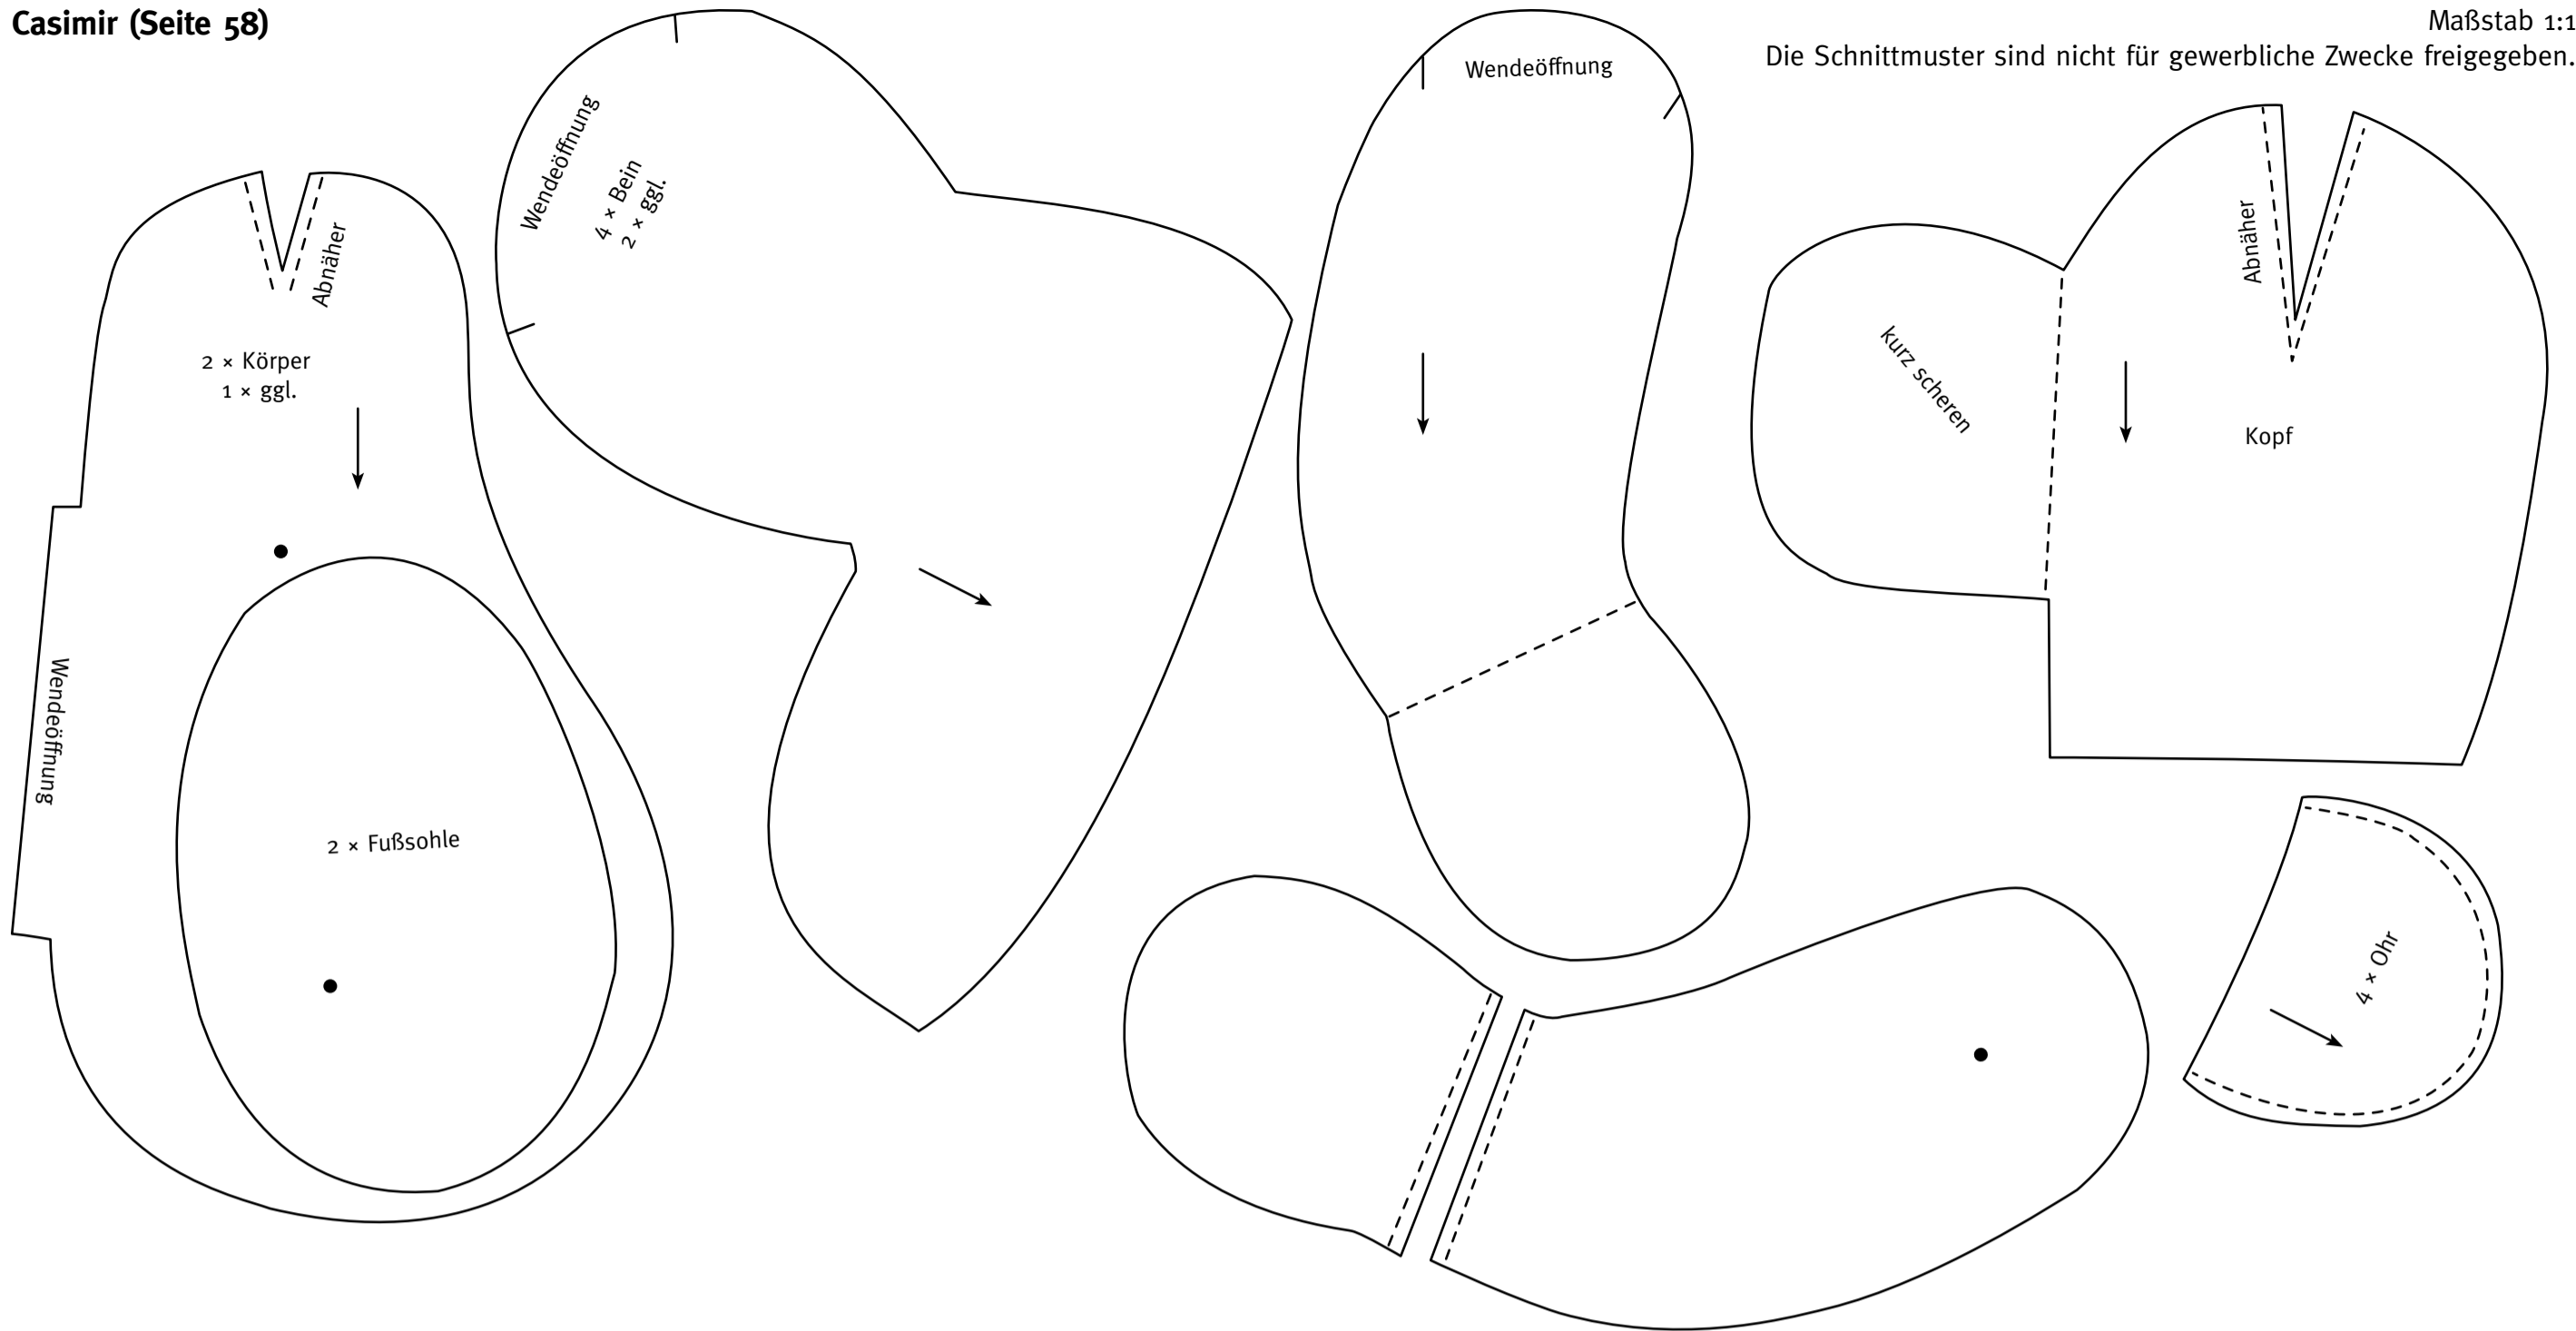 Casimir (Seite 58)
Maßstab 1:1
Die Schnittmuster sind nicht für gewerbliche Zwecke freigegeben.
Abnäher
2 × Körper
1 × ggl.
Wendeöffnung
2 × Fußsohle
Wendeöffnung
4 × Bein
2 × ggl.
Wendeöffnung
kurz scheren
Abnäher
Kopf
4 × Ohr